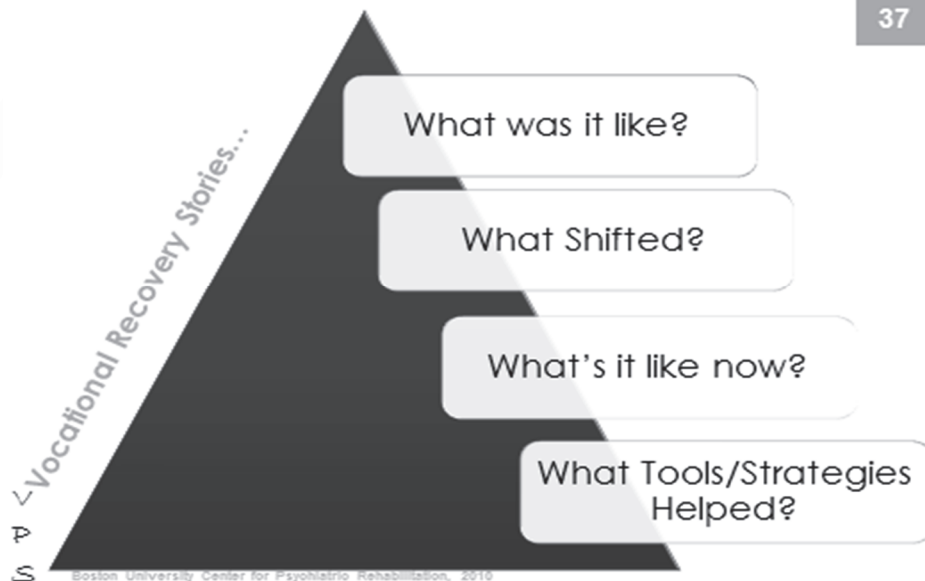 37
Vocational Recovery Stories...
What was it like?
What Shifted?
What's it like now?
What Tools/Strategies
Helped?
P
S
Boston University Center for Psychiatric Rehabilitation, 2010